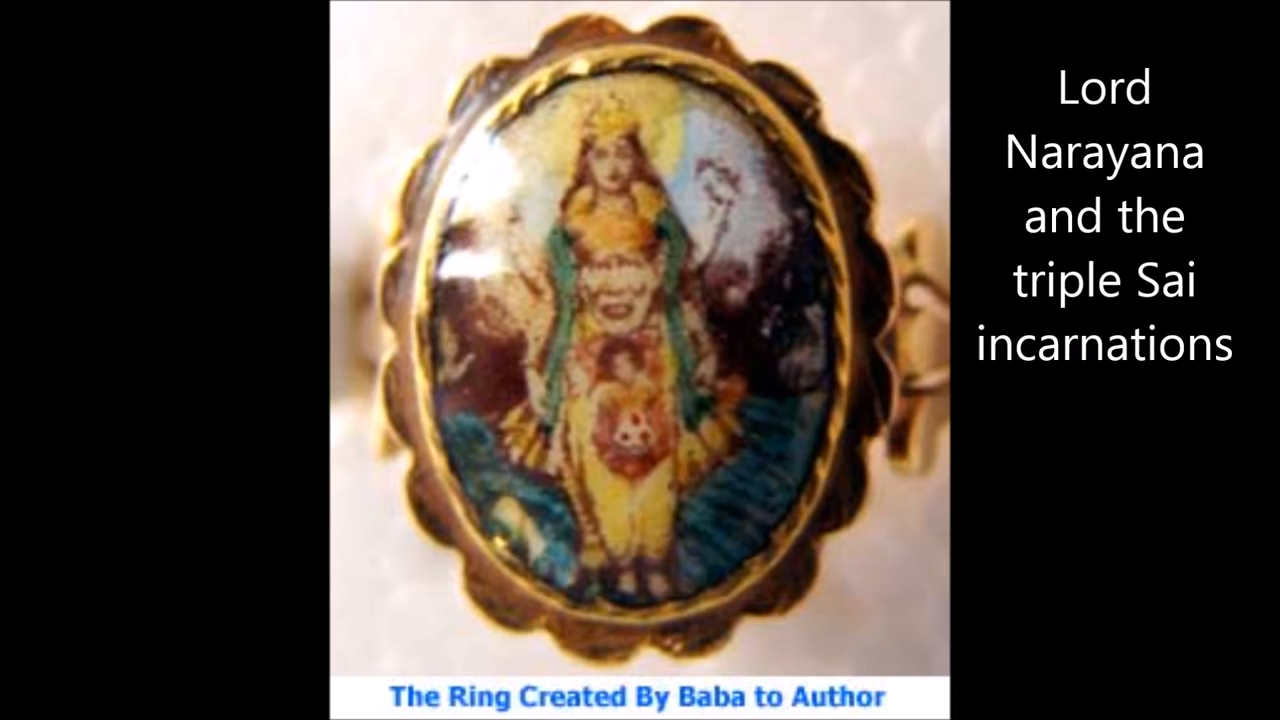 Lord
Narayana
and the
triple Sai
incarnations
The Ring Created By Baba to Author